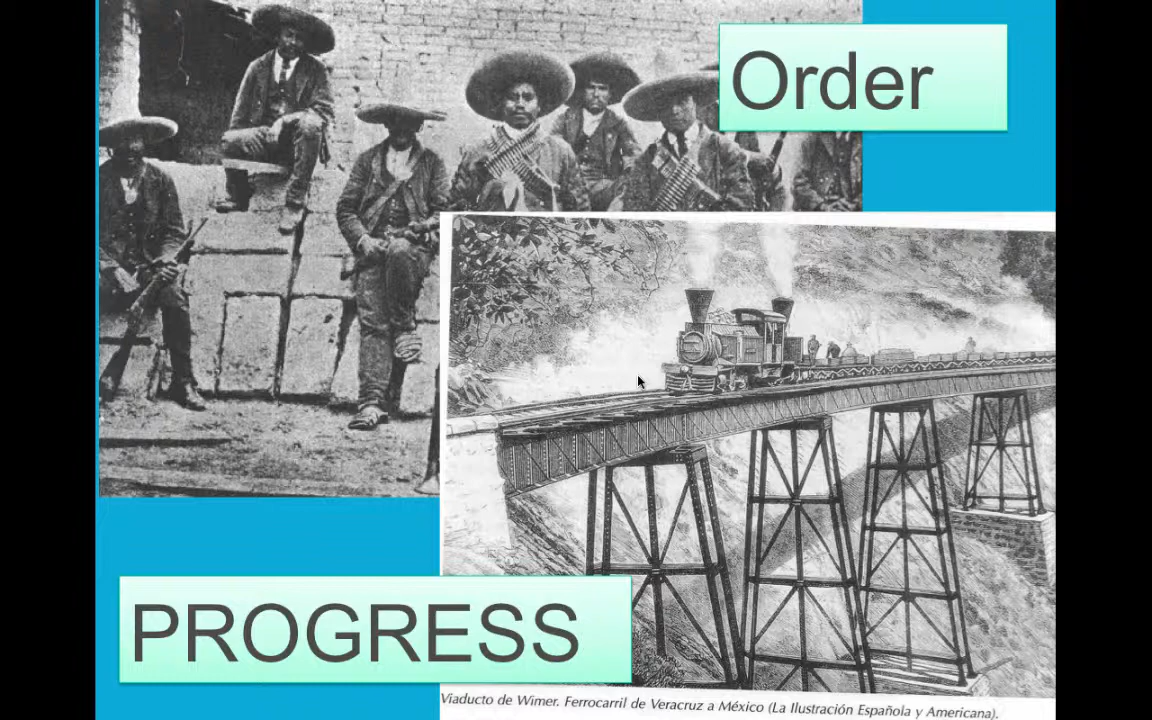 Order
PROGRESS
Viaducto de Wimer. Ferrocarril de Veracruz a México (La Ilustración Española y Americana).